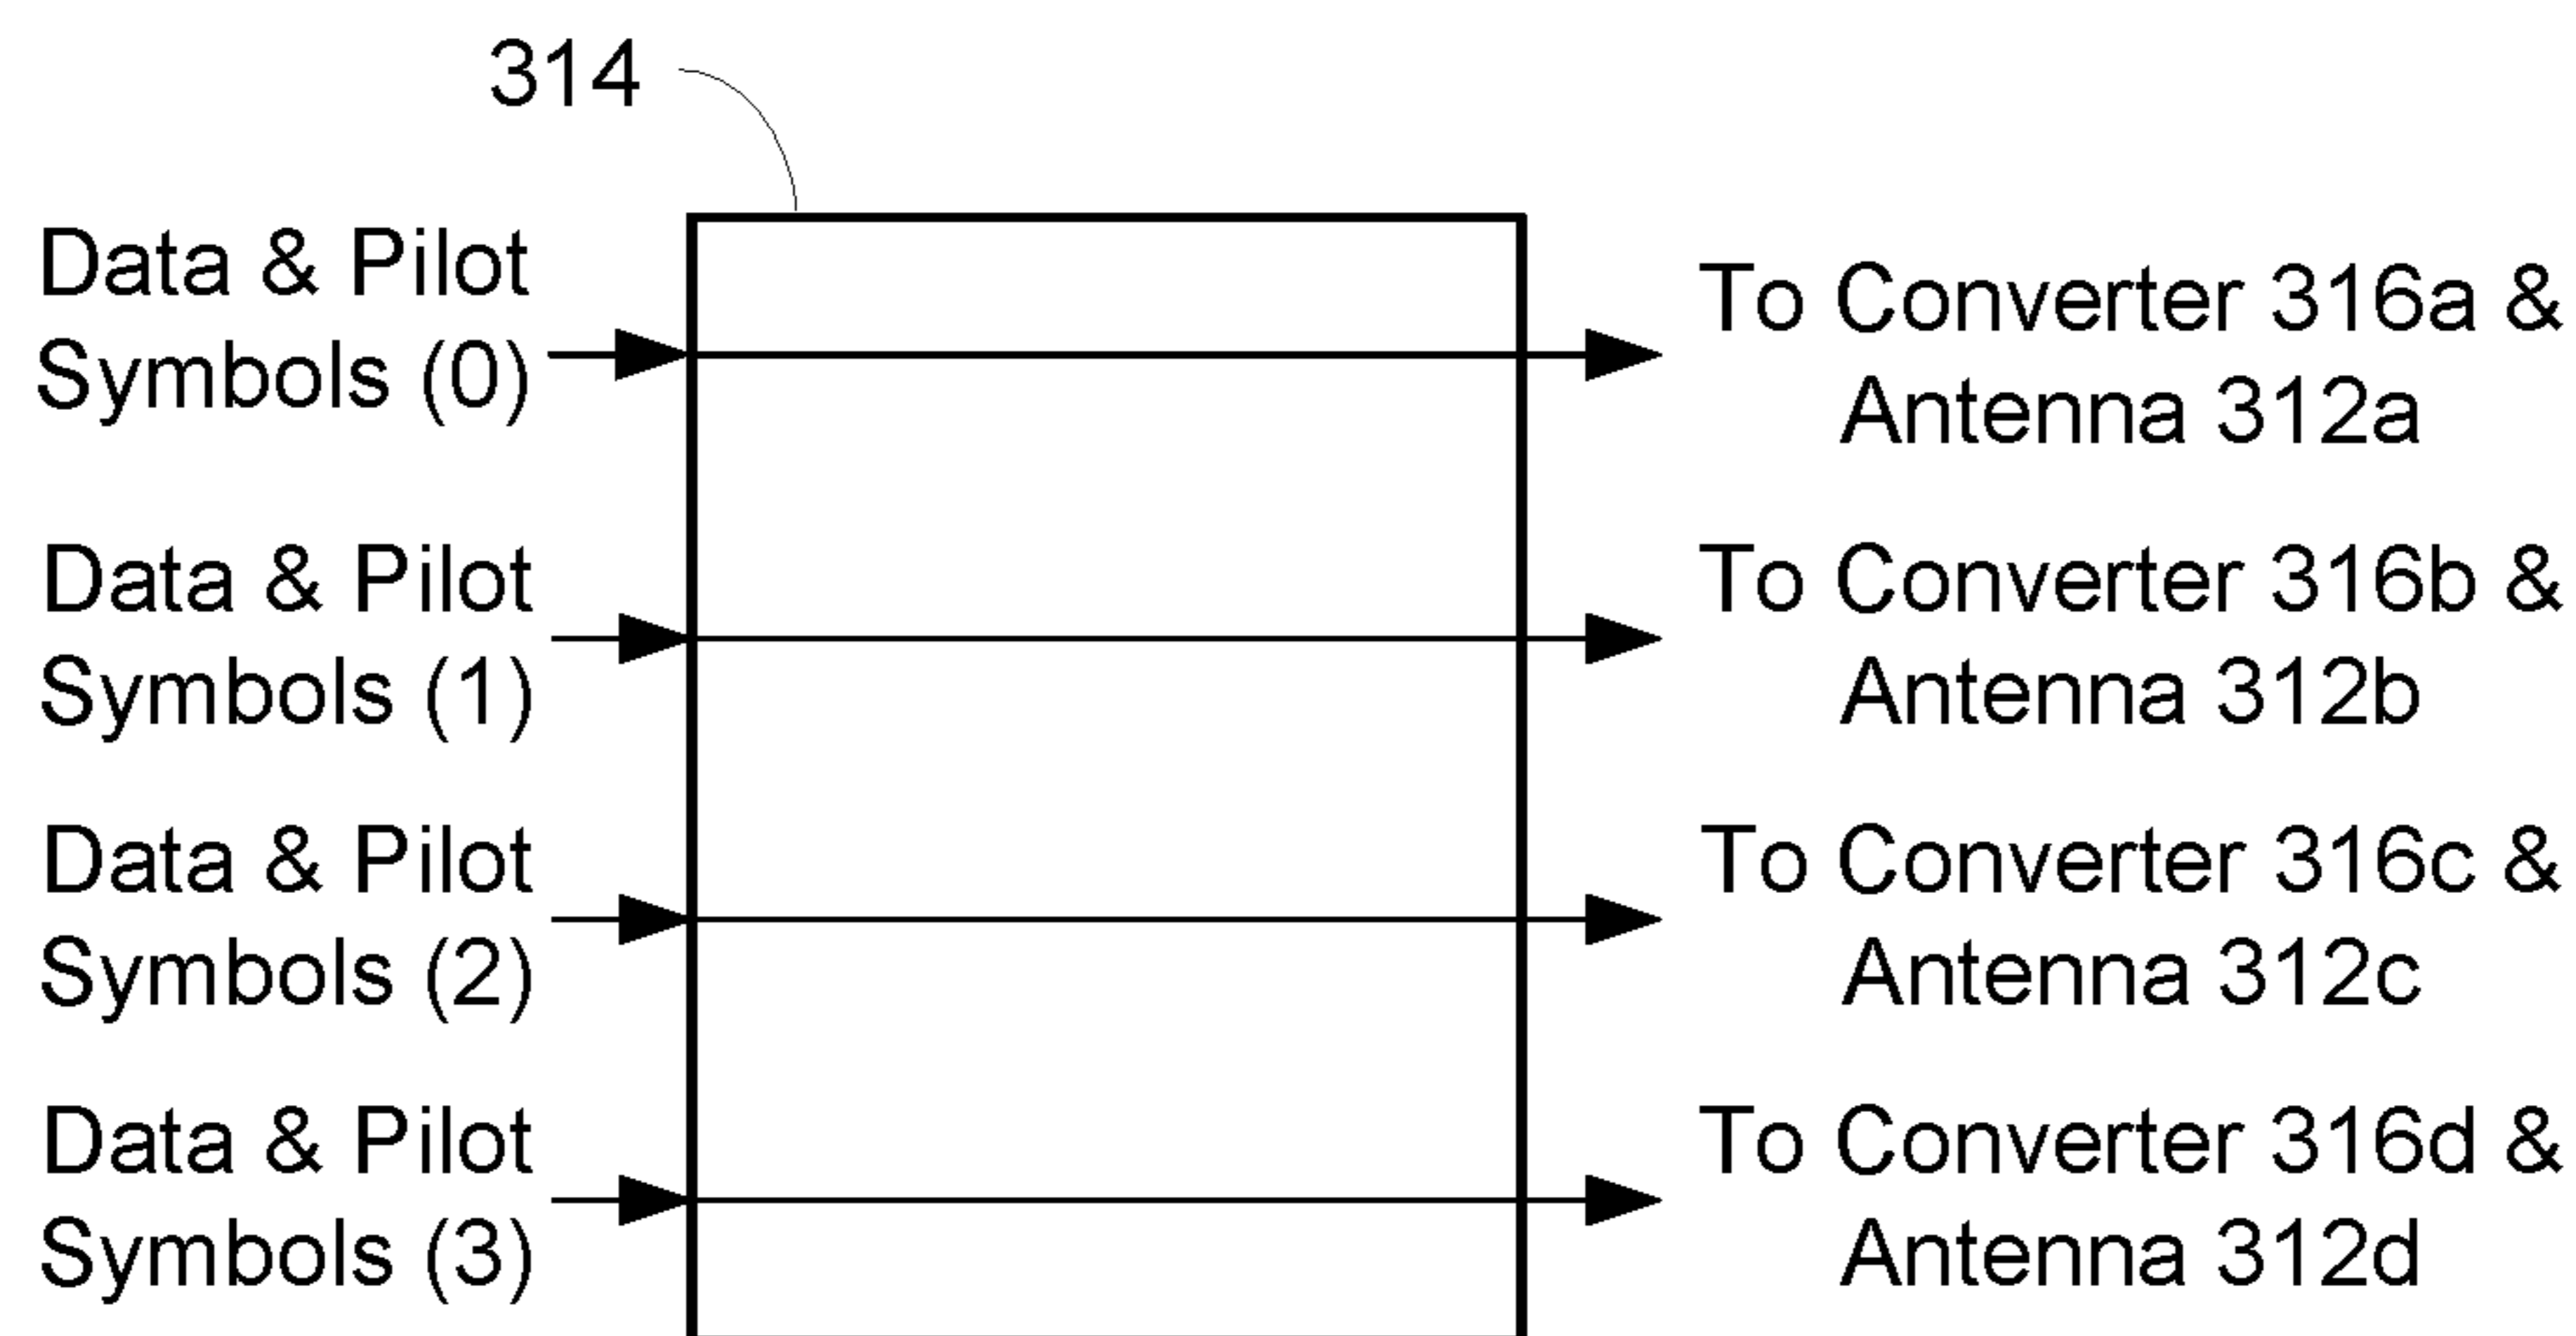 314
Data & Pilot
Symbols (0)
To Converter 316a &
Antenna 312a
Data & Pilot
Symbols (1)
To Converter 316b &
Antenna 312b
Data & Pilot
Symbols (2)
To Converter 316c &
Antenna 312c
Data & Pilot
Symbols (3)
To Converter 316d &
Antenna 312d